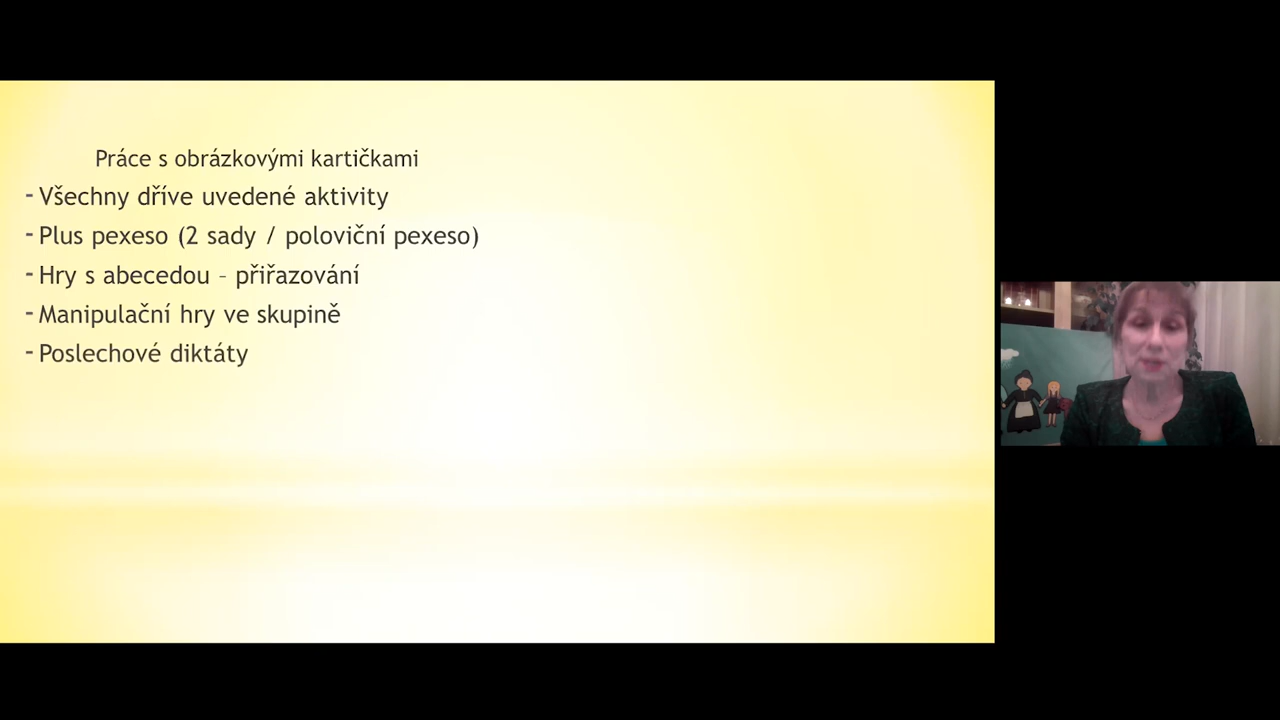 Práce s obrázkovými kartičkami
- Všechny dříve uvedené aktivity
- Plus pexeso (2 sady / poloviční pexeso)
- Hry s abecedou – přiřazování
- Manipulační hry ve skupině
- Poslechové diktáty